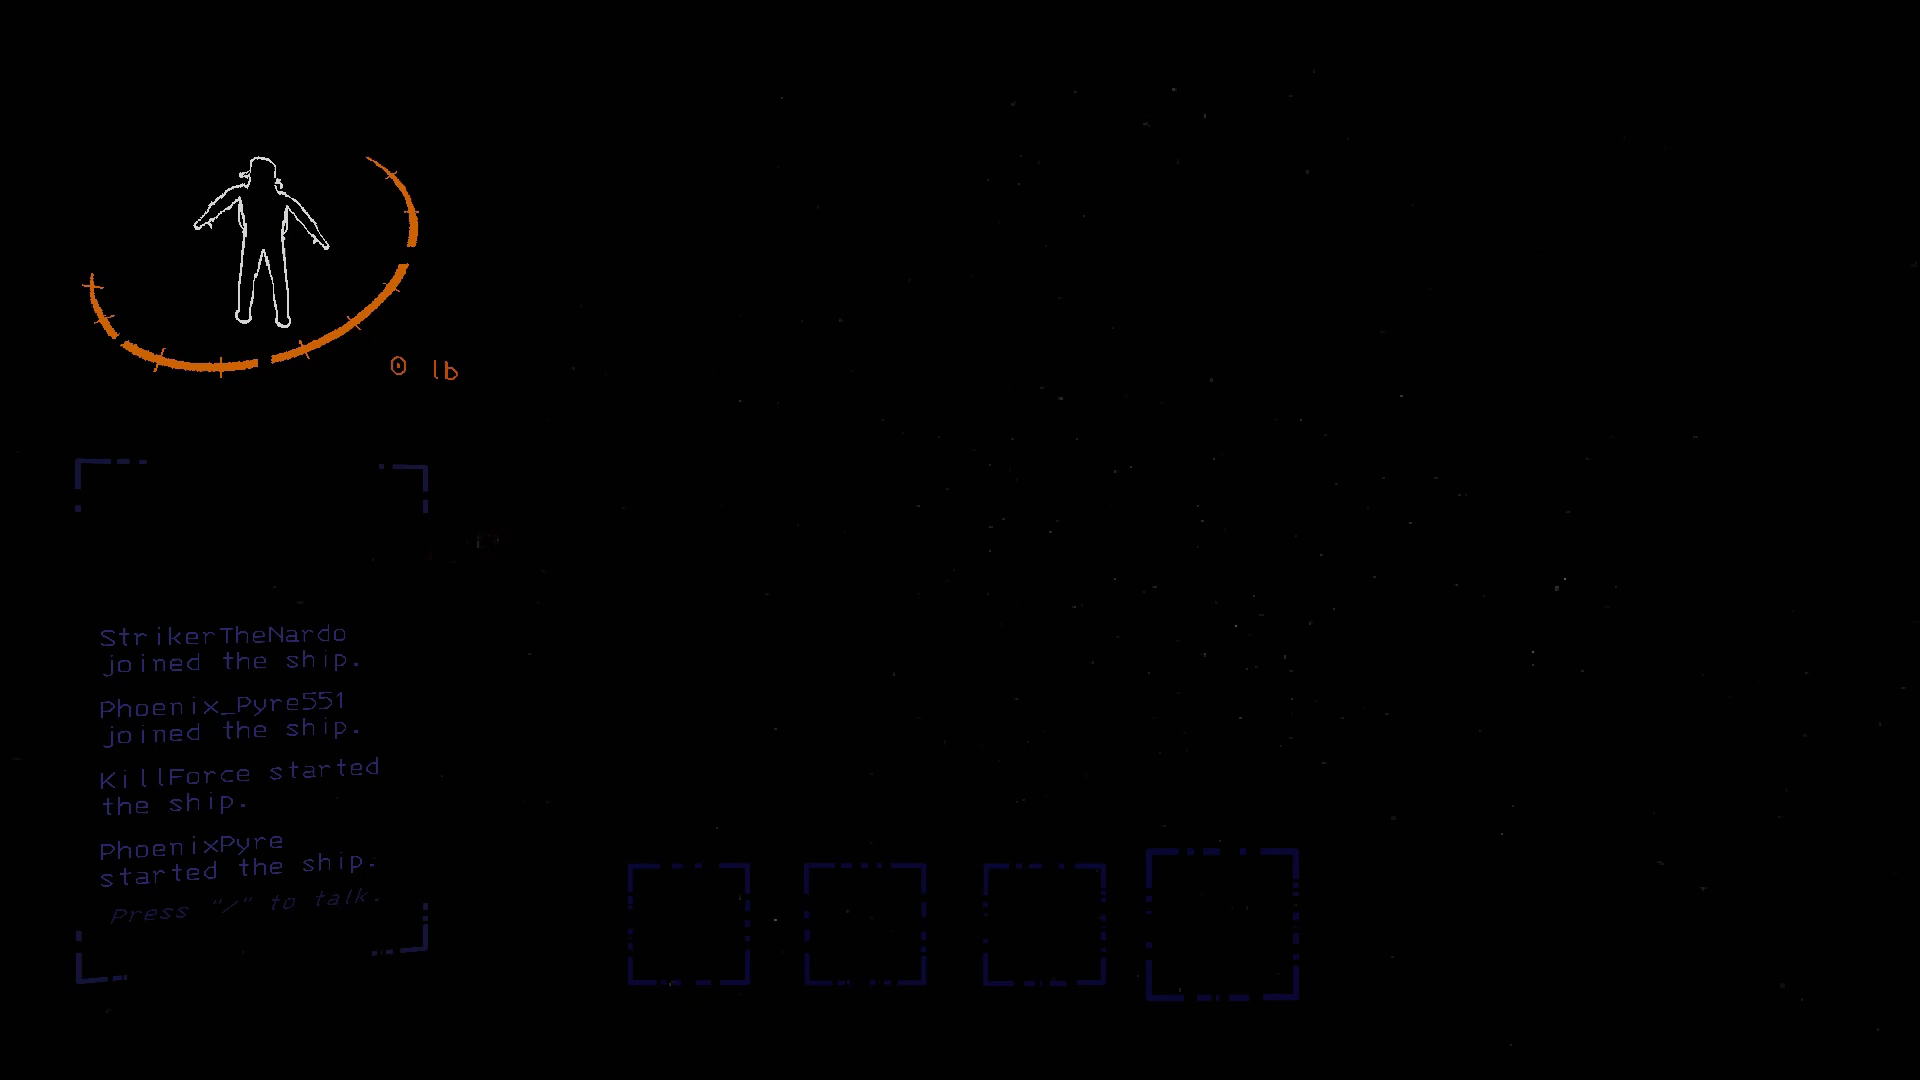 0 lb
StrikerTheNardo
joined the ship.
Phoenix_Pyre551
joined the ship.
KillForce started
the ship.
PhoenixPyre
started the ship.
Press "/" to talk.